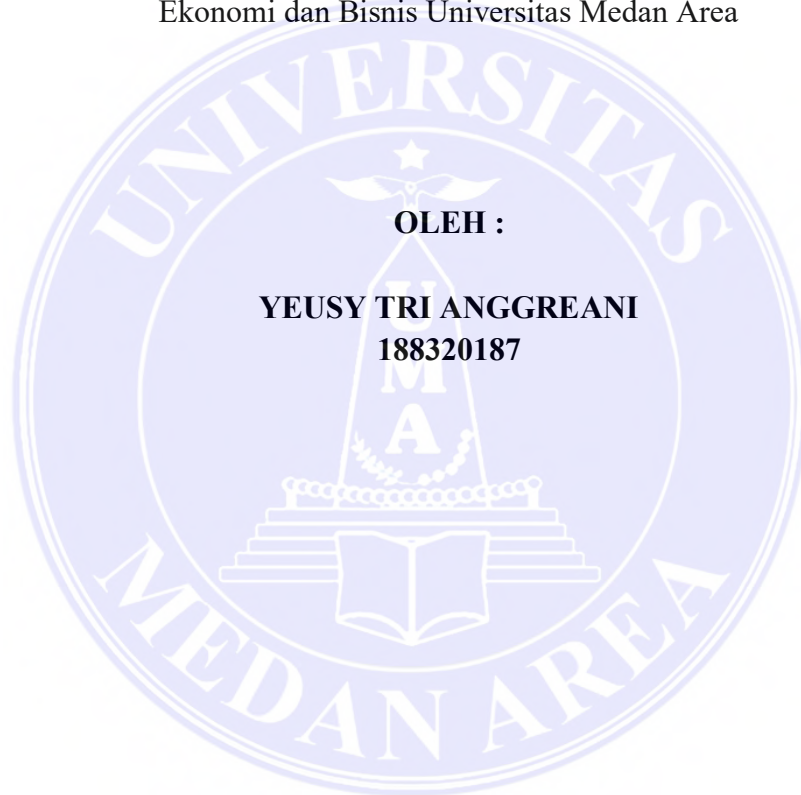 Ekonomi dan Bisnis Universitas Medan Area
UNIVERSITAS
OLEH :
YEUSY TRI ANGGREANI
188320187
U
M
A
MEDAN AREA